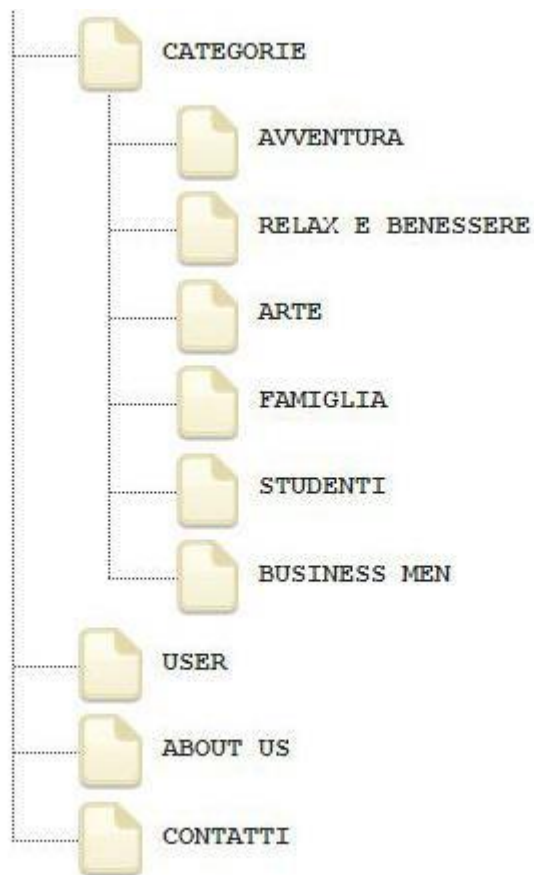 CATEGORIE
AVVENTURA
RELAX E BENESSERE
ARTE
FAMIGLIA
STUDENTI
BUSINESS MEN
USER
ABOUT US
CONTATTI